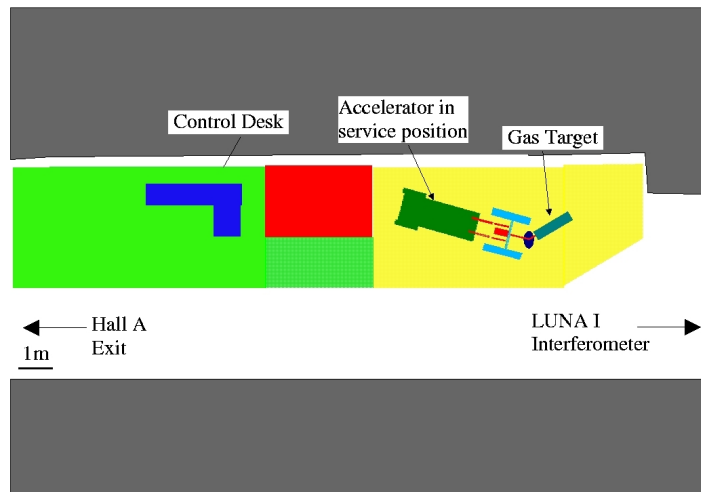 Control Desk
Accelerator in
service position
Gas Target
Hall A
Exit
1m
LUNA I
Interferometer